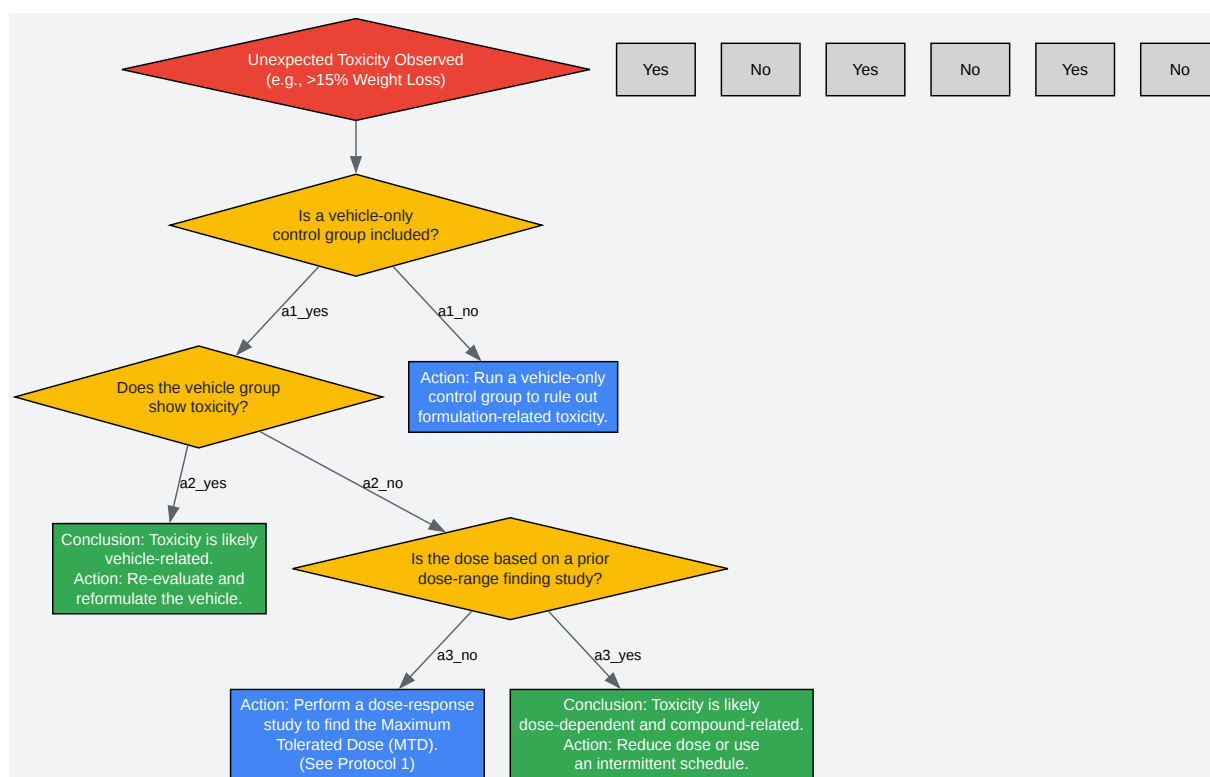 Unexpected Toxicity Observed
(e.g., >15% Weight Loss)
Yes
No
Yes
No
Yes
No
Is a vehicle-only
control group included?
a1_yes
a1_no
Does the vehicle group
show toxicity?
Action: Run a vehicle-only
control group to rule out
formulation-related toxicity.
a2_yes
a2_no
Conclusion: Toxicity is likely
vehicle-related.
Action: Re-evaluate and
reformulate the vehicle.
Is the dose based on a prior
dose-range finding study?
a3_no
a3_yes
Action: Perform a dose-response
study to find the Maximum
Tolerated Dose (MTD).
(See Protocol 1)
Conclusion: Toxicity is likely
dose-dependent and compound-related.
Action: Reduce dose or use
an intermittent schedule.